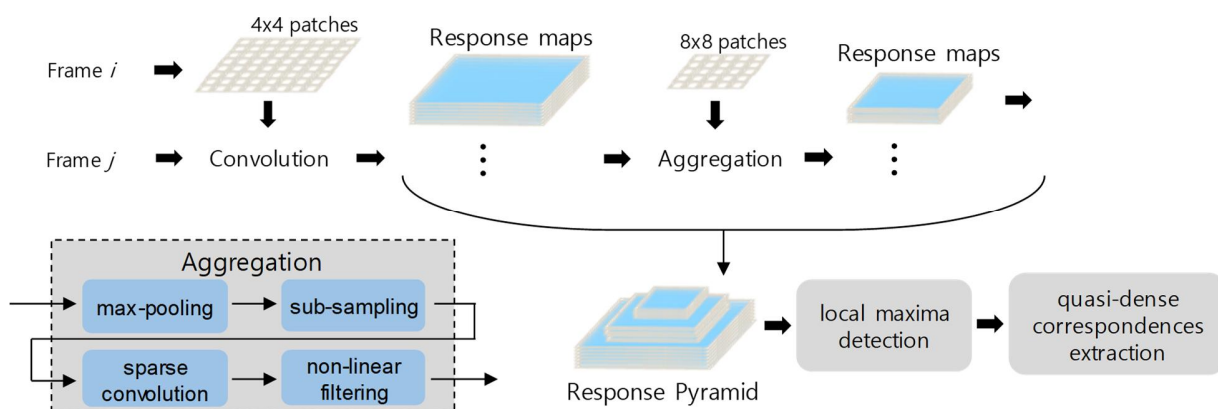 4x4 patches
Response maps
8x8 patches
Response maps
Frame i
Frame j
Convolution
Aggregation
Aggregation
max-pooling
sub-sampling
sparse
convolution
non-linear
filtering
Response Pyramid
local maxima
detection
quasi-dense
correspondences
extraction